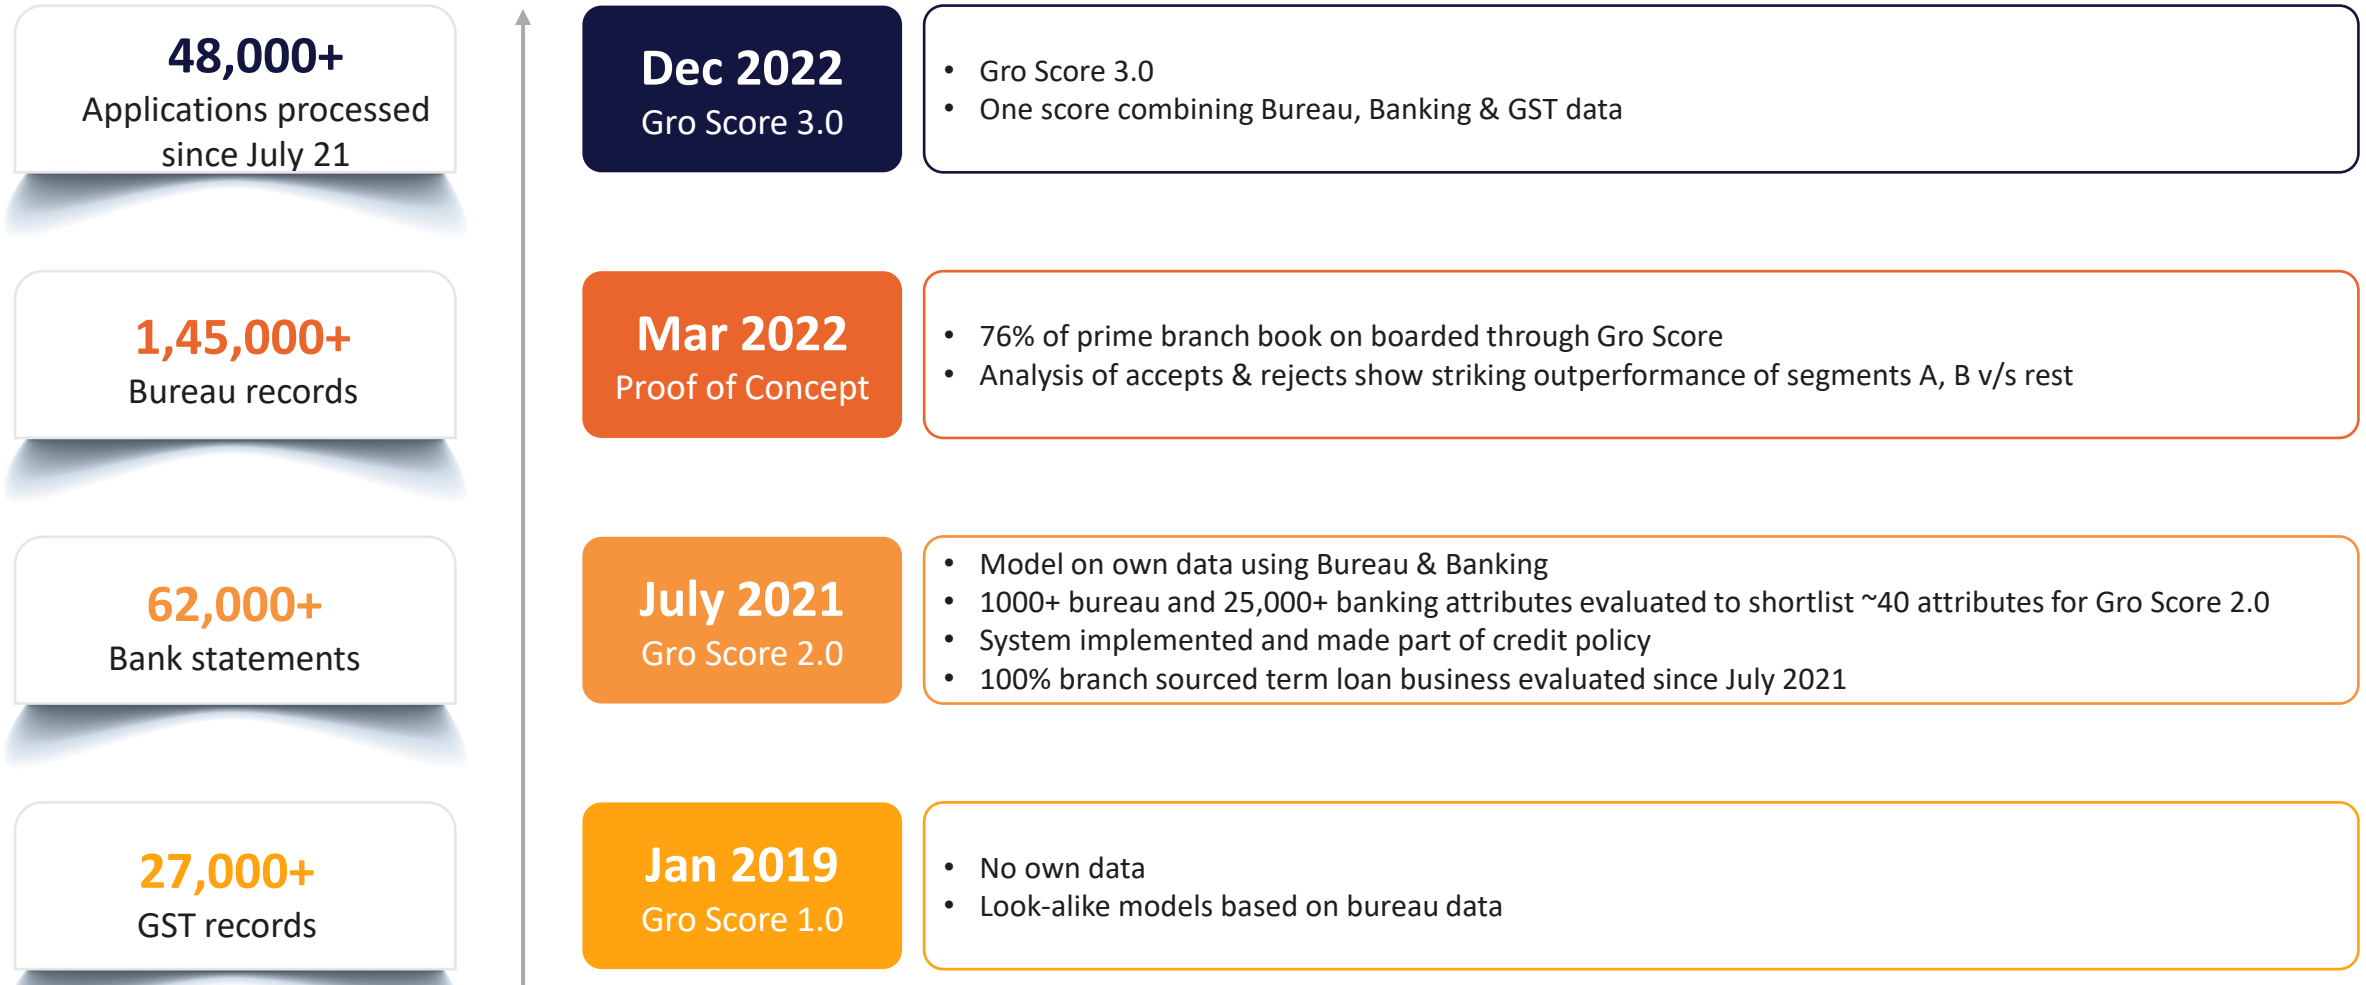 48,000+
Applications processed
since July 21
Dec 2022
Gro Score 3.0
• Gro Score 3.0
• One score combining Bureau, Banking & GST data
1,45,000+
Bureau records
Mar 2022
Proof of Concept
• 76% of prime branch book on boarded through Gro Score
• Analysis of accepts & rejects show striking outperformance of segments A, B v/s rest
62,000+
Bank statements
July 2021
Gro Score 2.0
• Model on own data using Bureau & Banking
• 1000+ bureau and 25,000+ banking attributes evaluated to shortlist ~40 attributes for Gro Score 2.0
• System implemented and made part of credit policy
• 100% branch sourced term loan business evaluated since July 2021
27,000+
GST records
Jan 2019
Gro Score 1.0
• No own data
• Look-alike models based on bureau data